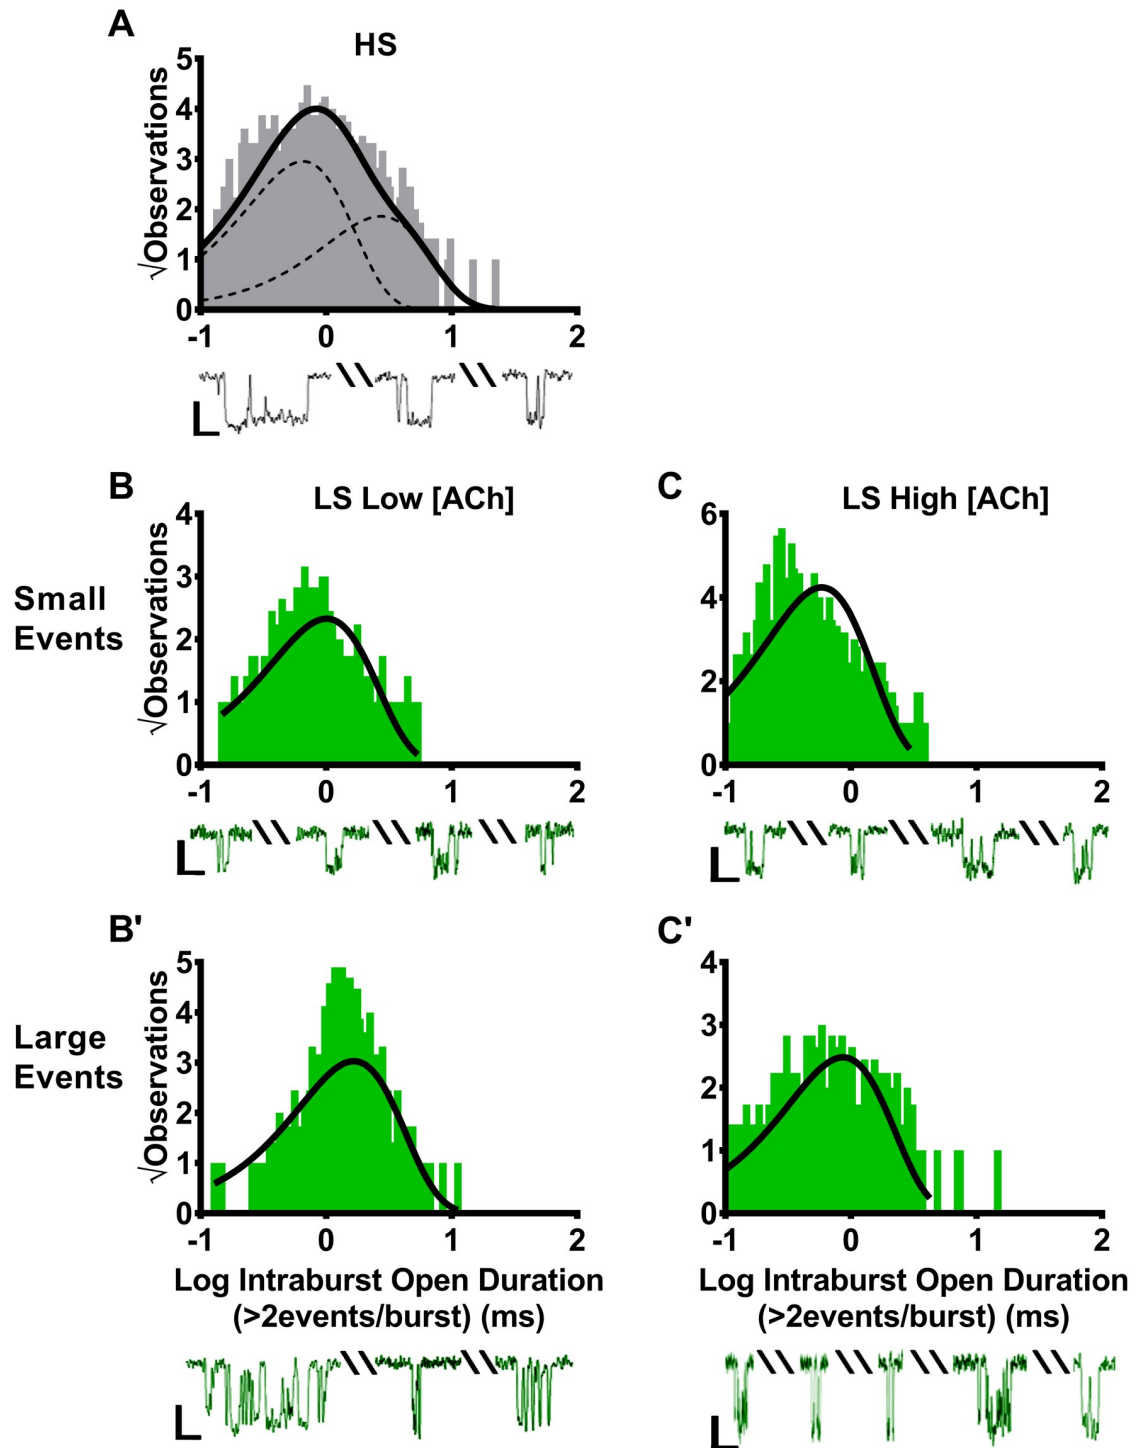 A
HS
√Observations
5
4
3
2
1
0
-1 0 1 2
B
LS Low [ACh]
C
LS High [ACh]
Small
Events
√Observations
4
3
2
1
0
-1 0 1 2
6
4
2
0
-1 0 1 2
B'
C'
Large
Events
√Observations
5
4
3
2
1
0
-1 0 1 2
Log Intraburst Open Duration
(>2events/burst) (ms)
4
3
2
1
0
-1 0 1 2
Log Intraburst Open Duration
(>2events/burst) (ms)